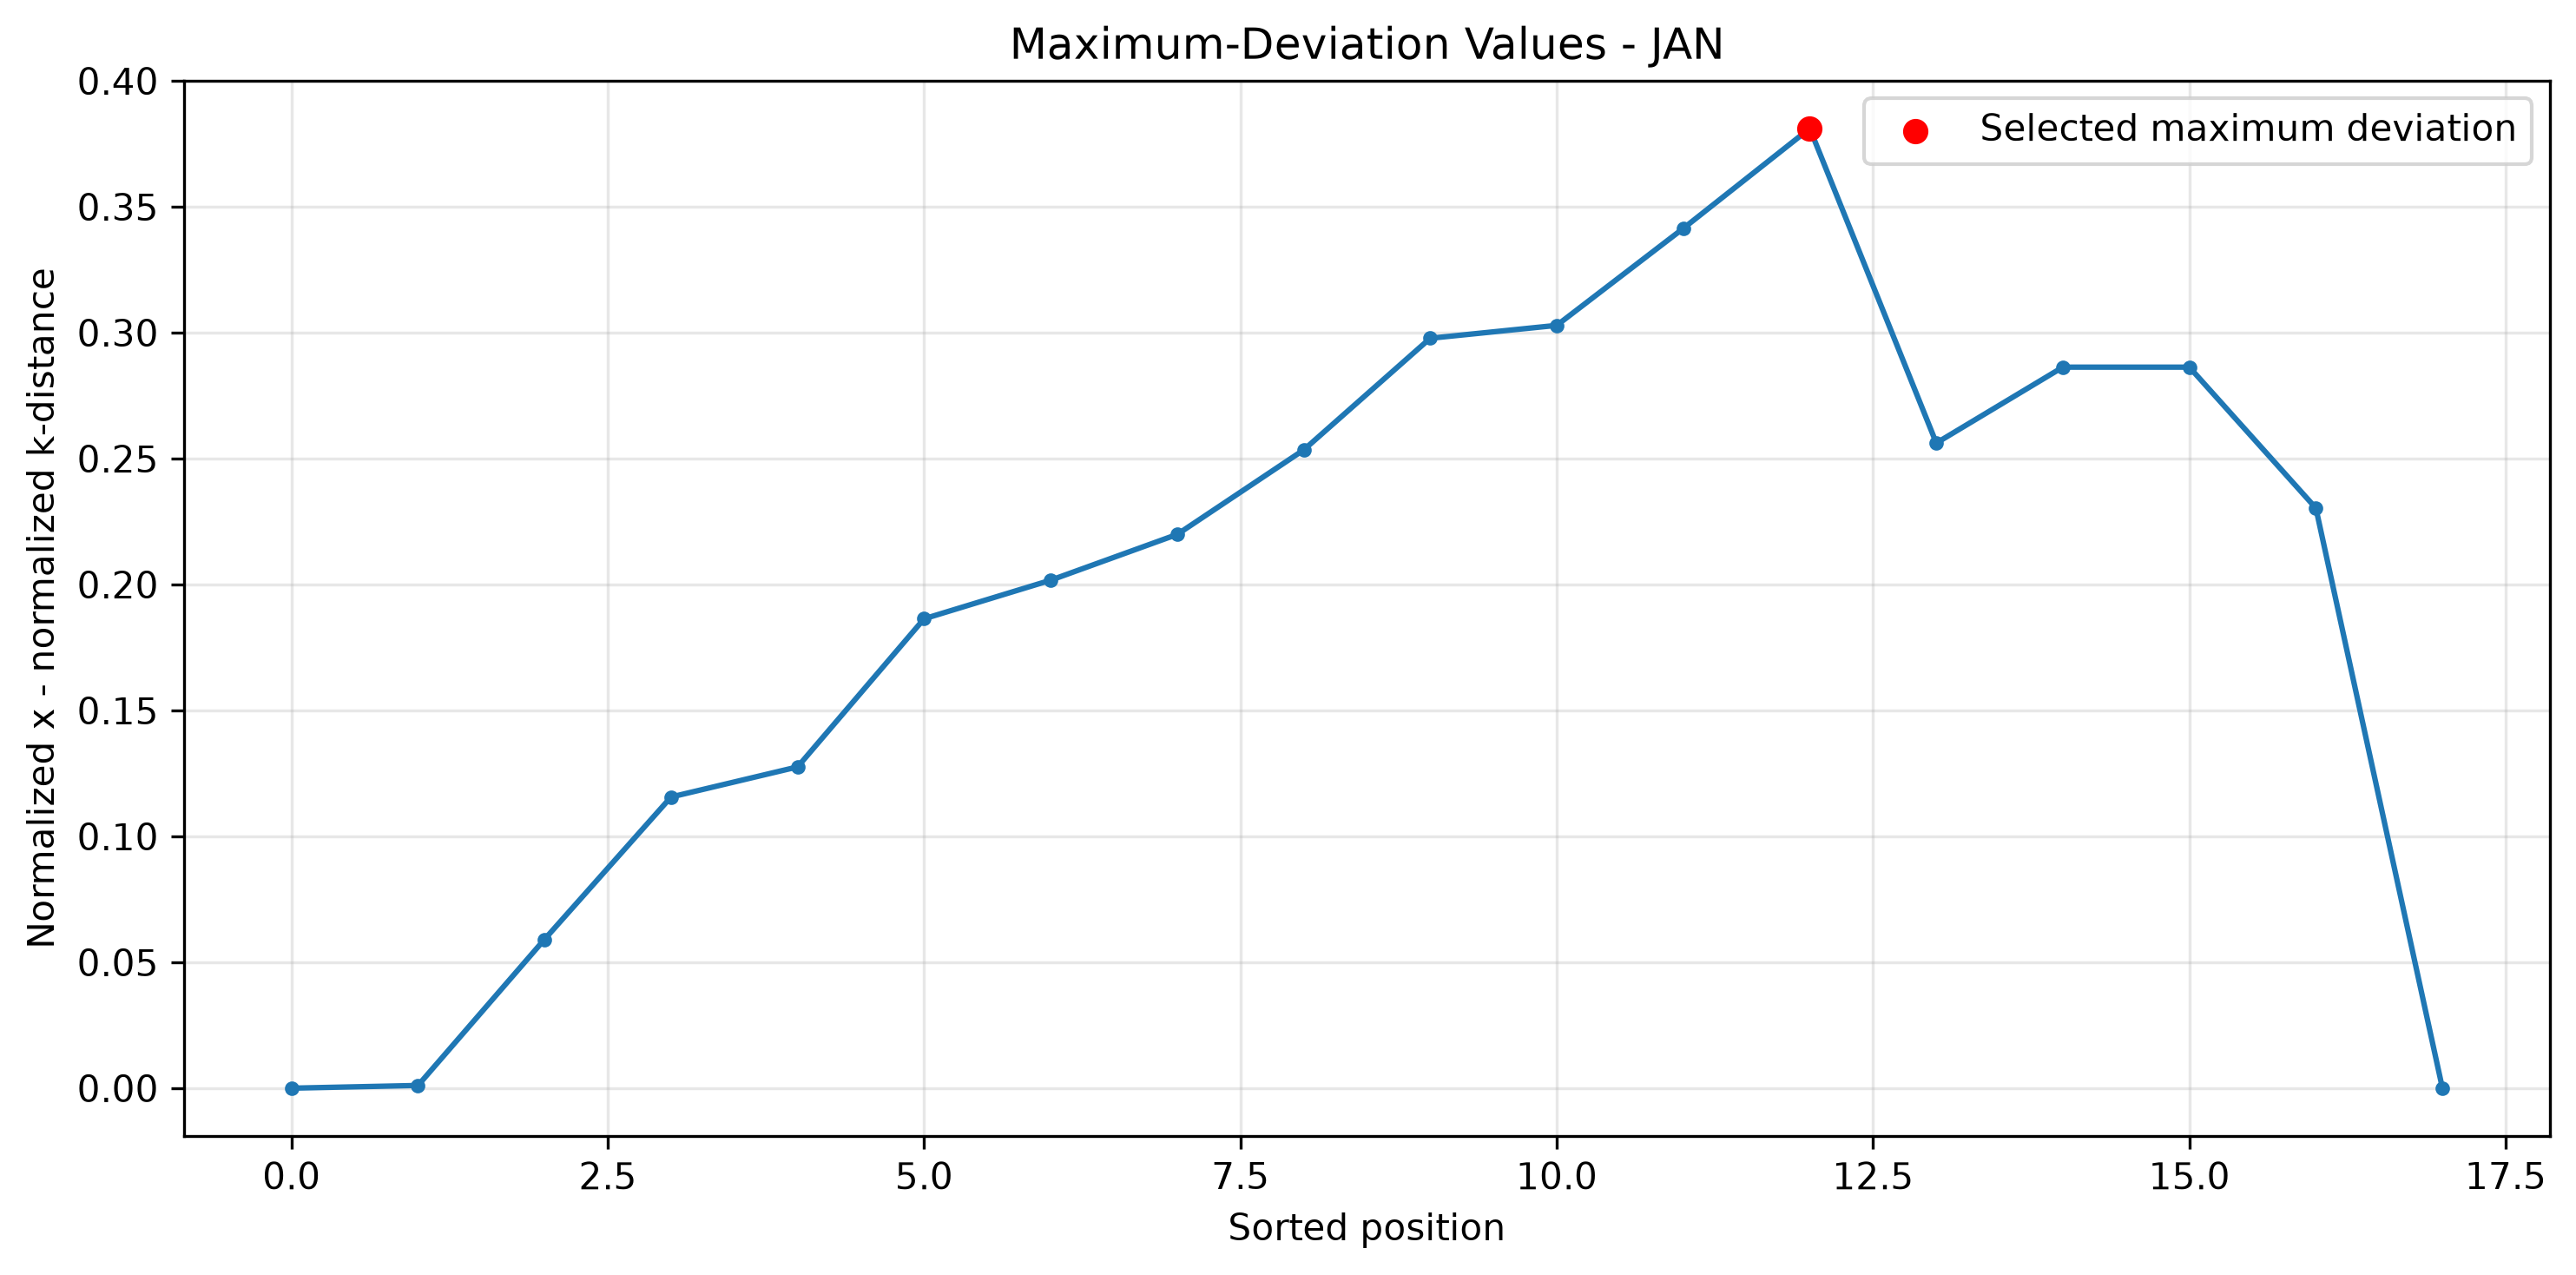 Maximum-Deviation Values - JAN
Selected maximum deviation
Normalized x - normalized k-distance
0.40
0.35
0.30
0.25
0.20
0.15
0.10
0.05
0.00
0.0 2.5 5.0 7.5 10.0 12.5 15.0 17.5
Sorted position